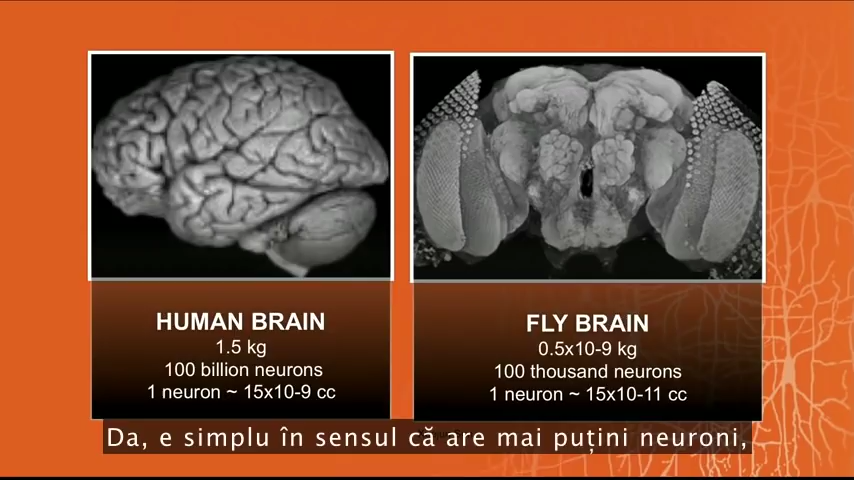 HUMAN BRAIN
1.5 kg
100 billion neurons
1 neuron ~ 15x10-9 cc
FLY BRAIN
0.5x10-9 kg
100 thousand neurons
1 neuron ~ 15x10-11 cc
Da, e simplu în sensul că are mai puțini neuroni,